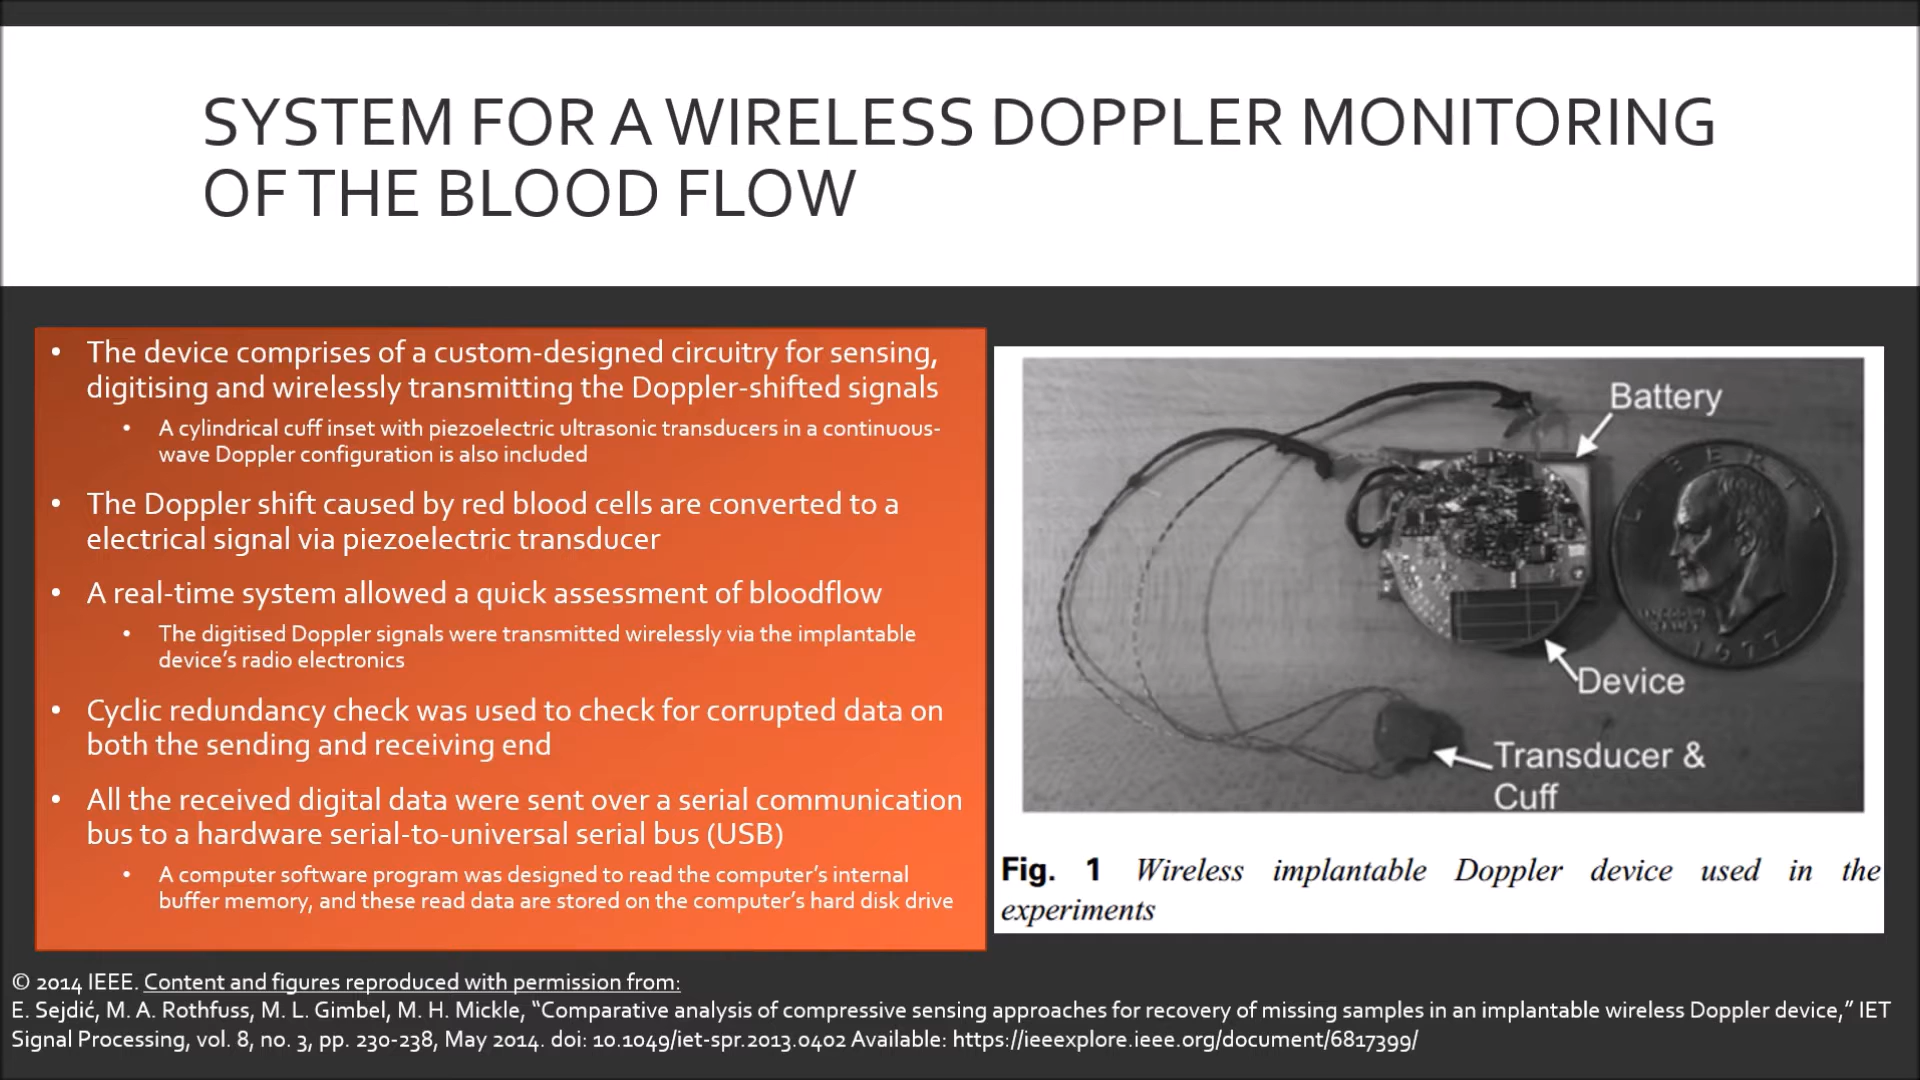 SYSTEM FOR A WIRELESS DOPPLER MONITORING
OF THE BLOOD FLOW
• The device comprises of a custom-designed circuitry for sensing,
digitising and wirelessly transmitting the Doppler-shifted signals
• A cylindrical cuff inset with piezoelectric ultrasonic transducers in a continuous-
wave Doppler configuration is also included
• The Doppler shift caused by red blood cells are converted to a
electrical signal via piezoelectric transducer
• A real-time system allowed a quick assessment of bloodflow
• The digitised Doppler signals were transmitted wirelessly via the implantable
device's radio electronics
• Cyclic redundancy check was used to check for corrupted data on
both the sending and receiving end
• All the received digital data were sent over a serial communication
bus to a hardware serial-to-universal serial bus (USB)
• A computer software program was designed to read the computer's internal
buffer memory, and these read data are stored on the computer's hard disk drive
Battery
LIBERTY
1977
Device
Transducer &
Cuff
Fig. 1 Wireless implantable Doppler device used in the
experiments
© 2014 IEEE. Content and figures reproduced with permission from:
E. Sejdić, M. A. Rothfuss, M. L. Gimbel, M. H. Mickle, “Comparative analysis of compressive sensing approaches for recovery of missing samples in an implantable wireless Doppler device,” IET
Signal Processing, vol. 8, no. 3, pp. 230-238, May 2014. doi: 10.1049/iet-spr.2013.0402 Available: https://ieeexplore.ieee.org/document/6817399/